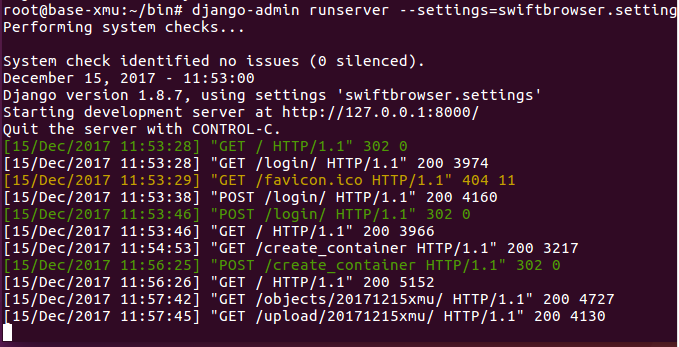 root@base-xmu:~/bin# django-admin runserver --settings=swiftbrowser.setting
Performing system checks...
System check identified no issues (0 silenced).
December 15, 2017 - 11:53:00
Django version 1.8.7, using settings 'swiftbrowser.settings'
Starting development server at http://127.0.0.1:8000/
Quit the server with CONTROL-C.
[15/Dec/2017 11:53:28] "GET / HTTP/1.1" 302 0
[15/Dec/2017 11:53:28] "GET /login/ HTTP/1.1" 200 3974
[15/Dec/2017 11:53:29] "GET /favicon.ico HTTP/1.1" 404 11
[15/Dec/2017 11:53:38] "POST /login/ HTTP/1.1" 200 4160
[15/Dec/2017 11:53:46] "POST /login/ HTTP/1.1" 302 0
[15/Dec/2017 11:53:46] "GET / HTTP/1.1" 200 3966
[15/Dec/2017 11:54:53] "GET /create_container HTTP/1.1" 200 3217
[15/Dec/2017 11:56:25] "POST /create_container HTTP/1.1" 302 0
[15/Dec/2017 11:56:26] "GET / HTTP/1.1" 200 5152
[15/Dec/2017 11:57:42] "GET /objects/20171215xmu/ HTTP/1.1" 200 4727
[15/Dec/2017 11:57:45] "GET /upload/20171215xmu/ HTTP/1.1" 200 4130